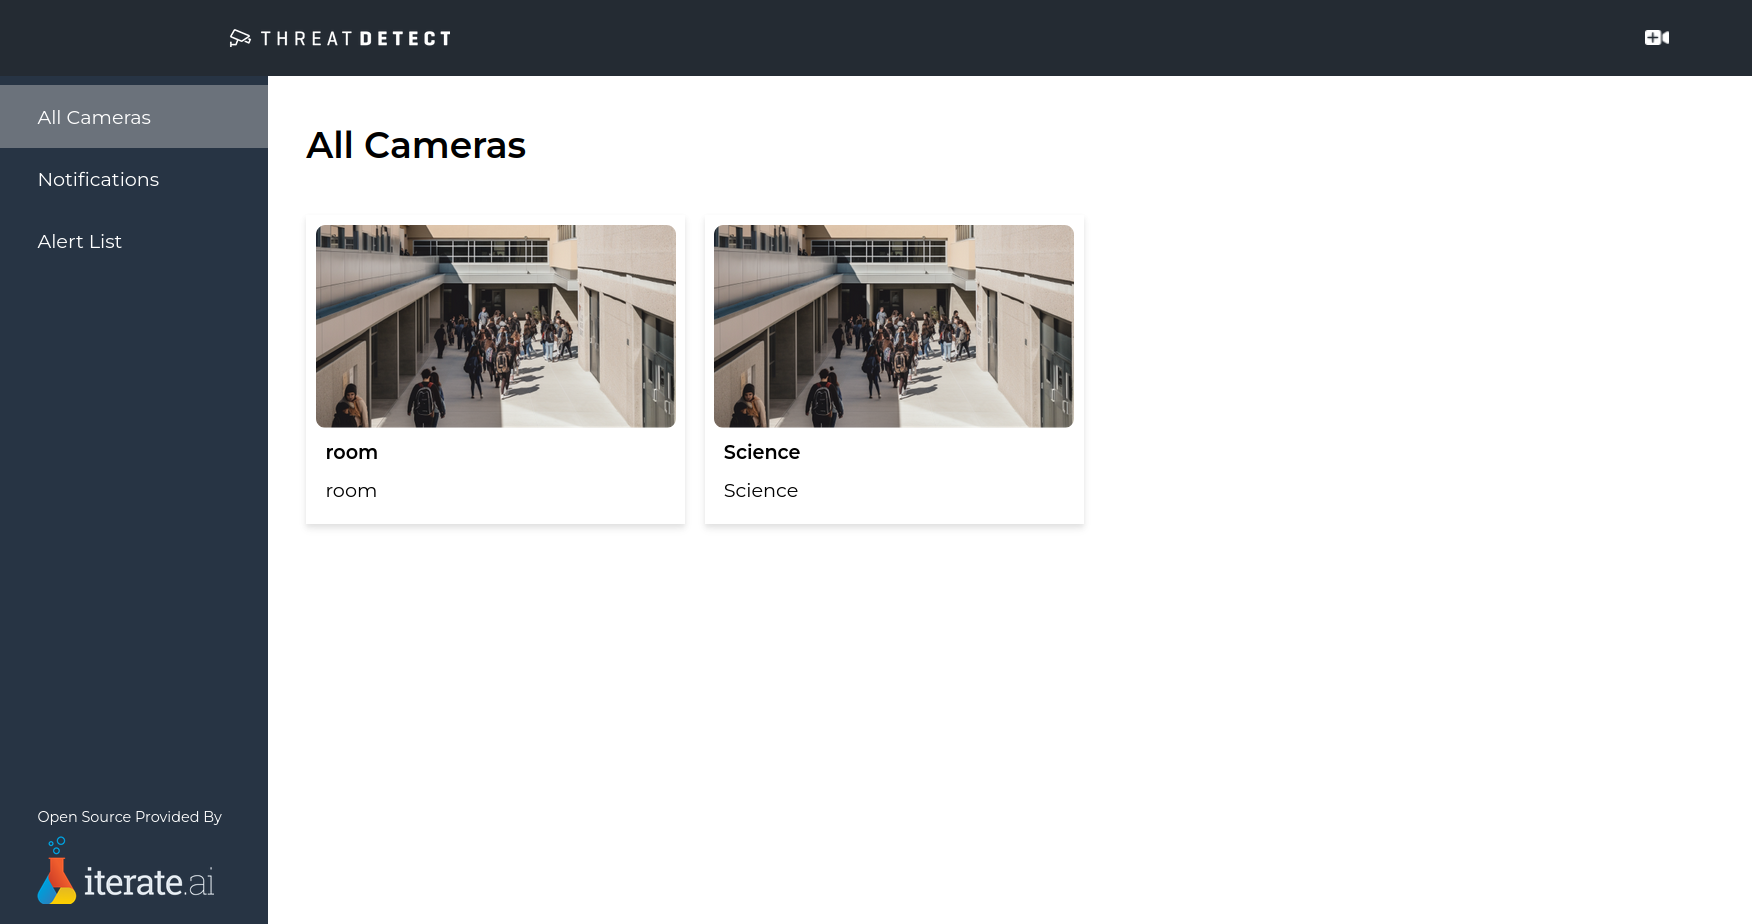 THREATDETECT
All Cameras
Notifications
Alert List
All Cameras
room
room
Science
Science
Open Source Provided By
iterate.ai